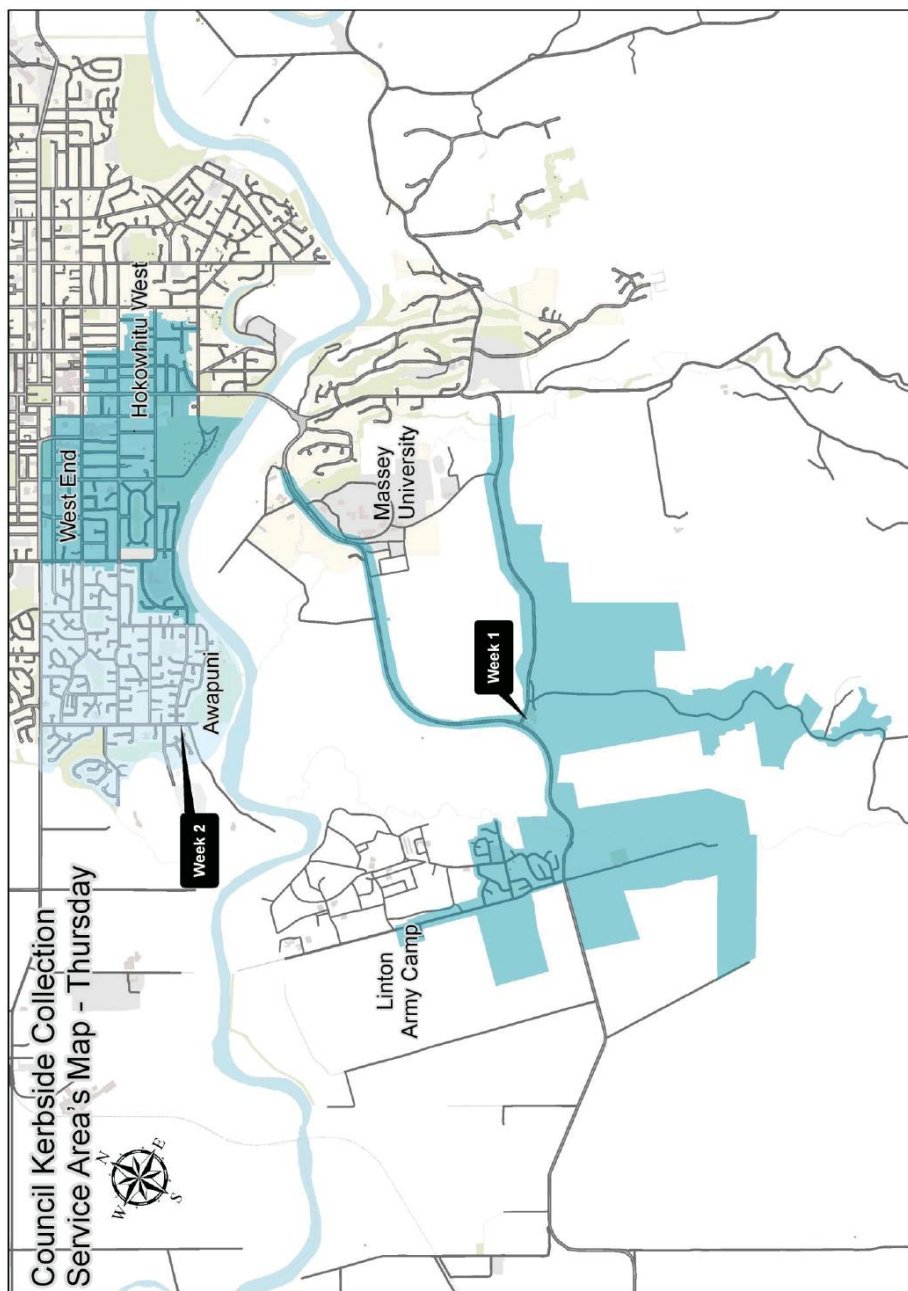 Council Kerbside Collection
Service Area's Map - Thursday
N
E
S
W
West End
Hokowhitu West
Awapuni
Week 2
Massey
University
Week 1
Linton
Army Camp